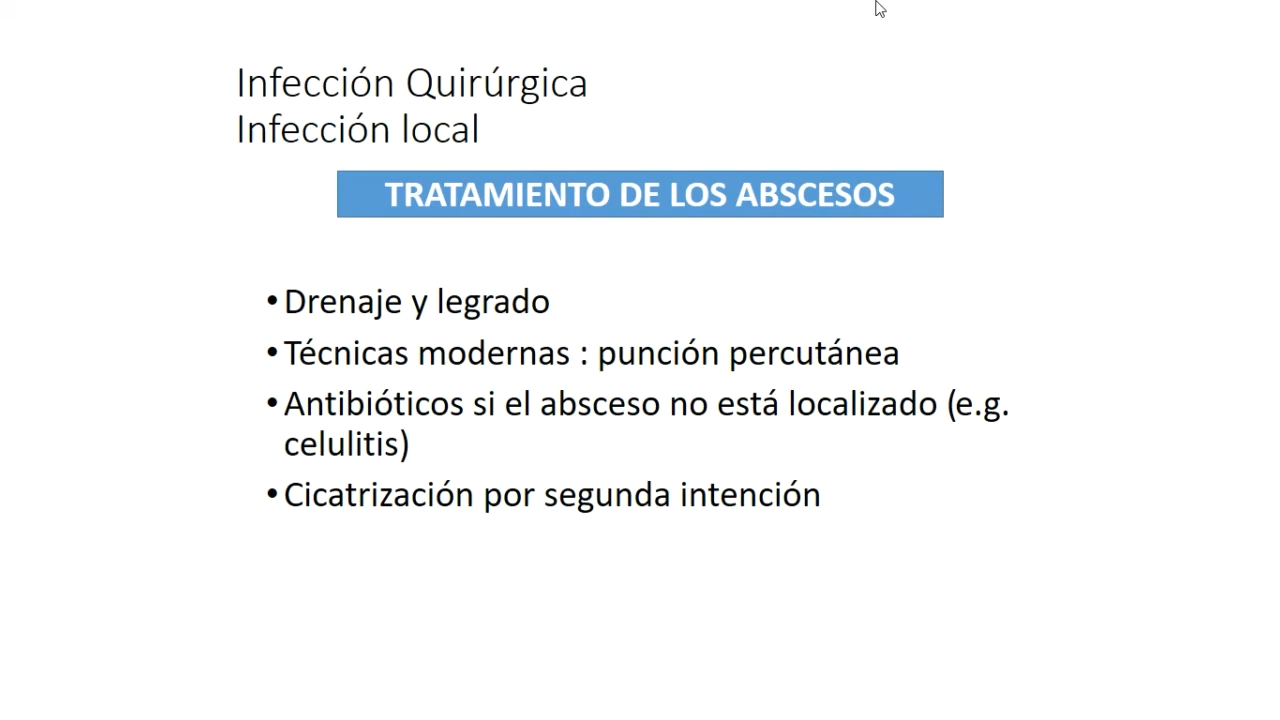 Infección Quirúrgica
Infección local
TRATAMIENTO DE LOS ABSCESOS
• Drenaje y legrado
• Técnicas modernas : punción percutánea
• Antibióticos si el absceso no está localizado (e.g.
celulitis)
• Cicatrización por segunda intención